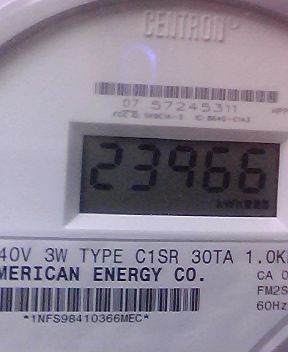 CENTRON®
07 57245311
23966
kWh
40V 3W TYPE C1SR 30TA 1.0K
MERICAN ENERGY CO.
CA 0
FM2S
60Hz
*1NFS98410366MEC*